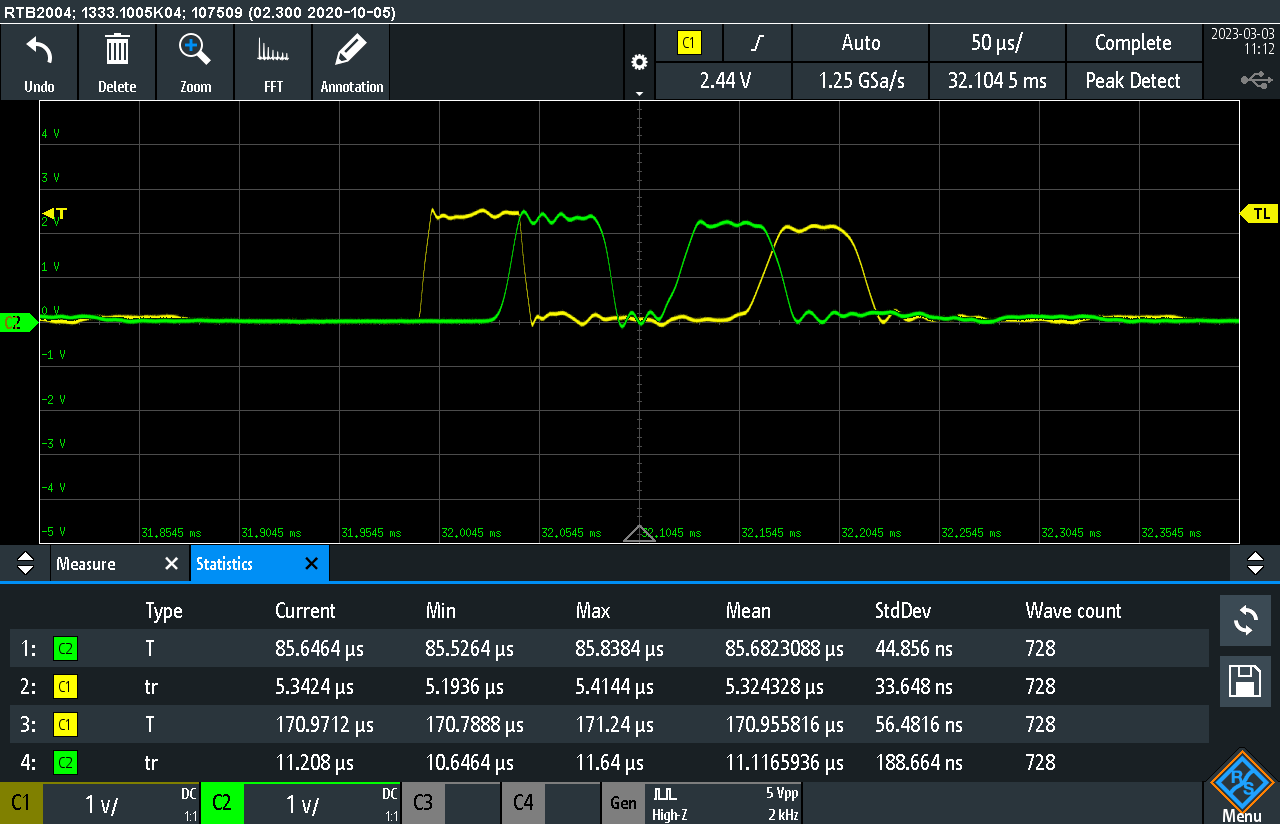 RTB2004; 1333.1005K04; 107509 (02.300 2020-10-05)
Undo
Delete
Zoom
FFT
Annotation
C1
Auto
50 µs/
Complete
2.44 V
1.25 GSa/s
32.104 5 ms
Peak Detect
2023-03-03
11:12
4 V
3 V
T
2 V
TL
1 V
0 V
C2
-1 V
-2 V
-3 V
-4 V
-5 V
31.8545 ms
31.9045 ms
31.9545 ms
32.0045 ms
32.0545 ms
32.1045 ms
32.1545 ms
32.2045 ms
32.2545 ms
32.3045 ms
32.3545 ms
Measure
Statistics
Type Current Min Max Mean StdDev Wave count
1: C2 T 85.6464 µs 85.5264 µs 85.8384 µs 85.6823088 µs 44.856 ns 728
2: C1 tr 5.3424 µs 5.1936 µs 5.4144 µs 5.324328 µs 33.648 ns 728
3: C1 T 170.9712 µs 170.7888 µs 171.24 µs 170.955816 µs 56.4816 ns 728
4: C2 tr 11.208 µs 10.6464 µs 11.64 µs 11.1165936 µs 188.664 ns 728
C1 1 V/ DC 1:1
C2 1 V/ DC 1:1
C3
C4
Gen
High-Z
5 Vpp
2 kHz
R S
Menu